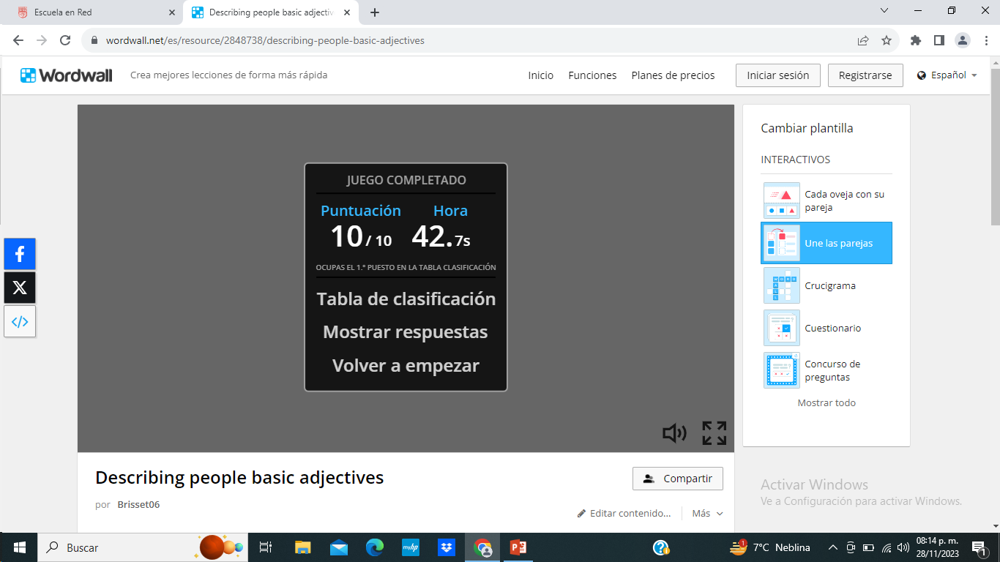 Escuela en Red
Describing people basic adjectiv
wordwall.net/es/resource/2848738/describing-people-basic-adjectives
Wordwall
Crea mejores lecciones de forma más rápida
Inicio
Funciones
Planes de precios
Iniciar sesión
Registrarse
Español
JUEGO COMPLETADO
Puntuación Hora
10 / 10 42.7s
OCUPAS EL 1.º PUESTO EN LA TABLA CLASIFICACIÓN
Tabla de clasificación
Mostrar respuestas
Volver a empezar
Cambiar plantilla
INTERACTIVOS
Cada oveja con su
pareja
Une las parejas
Crucigrama
Cuestionario
Concurso de
preguntas
Mostrar todo
Describing people basic adjectives
Compartir
por Brisset06
Editar contenido...
Más
Activar Windows
Ve a Configuración para activar Windows.
Buscar
7°C Neblina
08:14 p. m.
28/11/2023